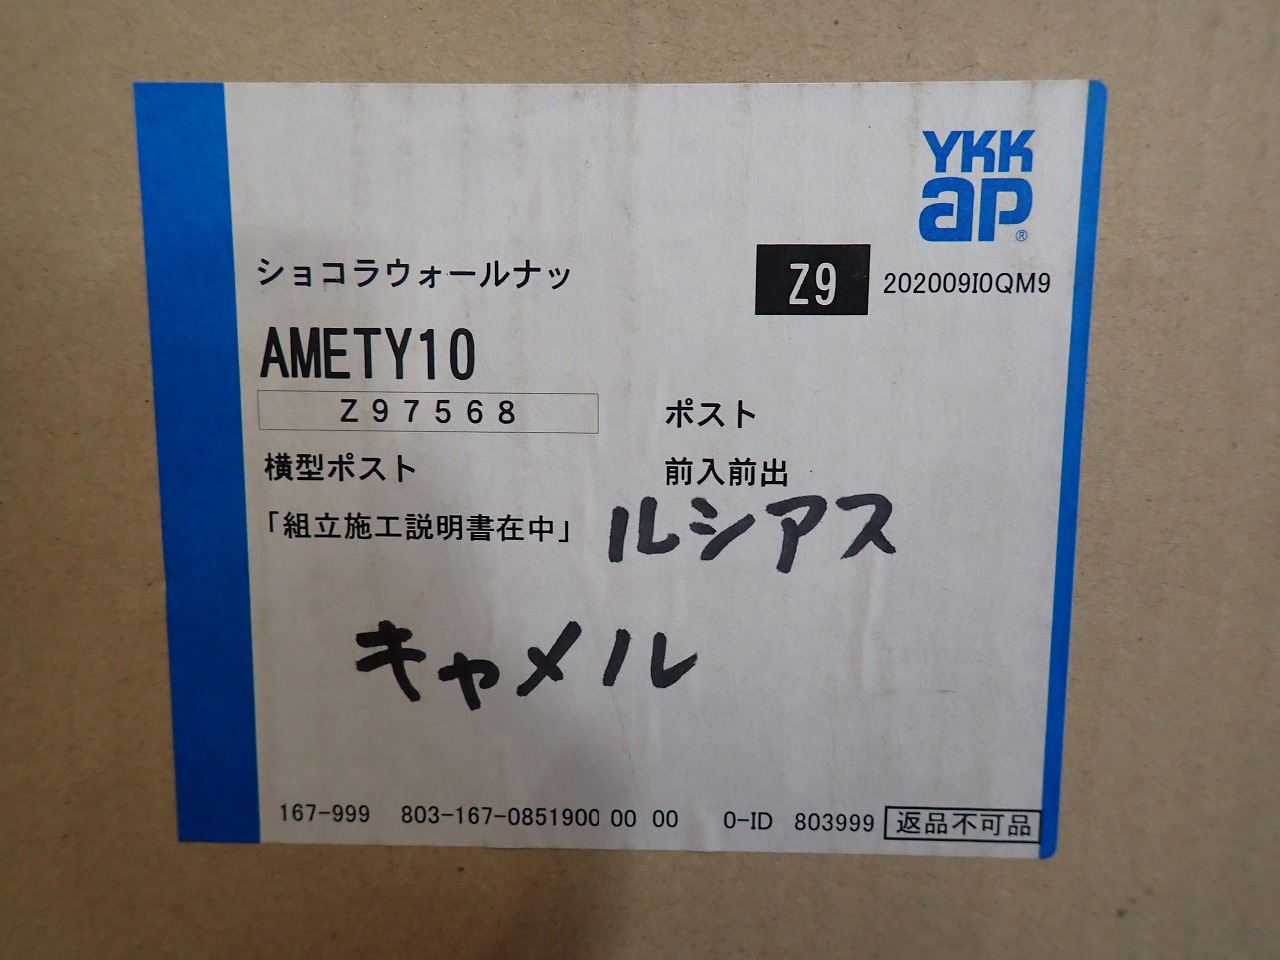 YKK
ap®
ショコラウォールナッ
Z9 202009I0QM9
AMETY10
Z97568 ポスト
横型ポスト 前入前出
「組立施工説明書在中」 ルシアス
キャメル
167-999 803-167-0851900 00 00 0-ID 803999 返品不可品